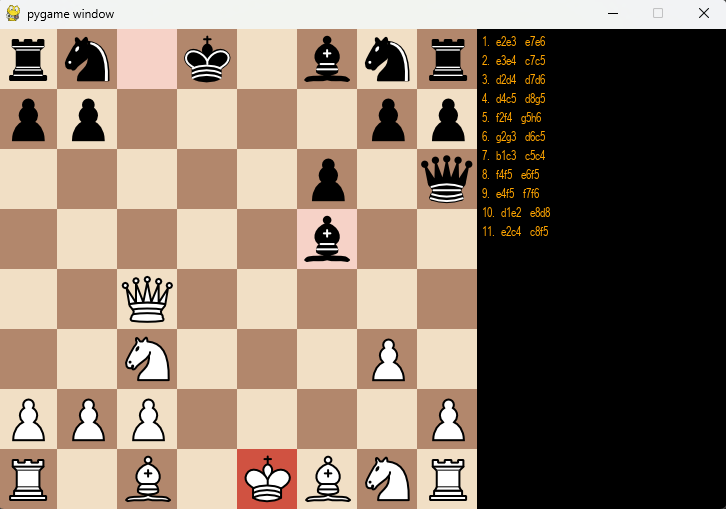 pygame window
1. e2e3 e7e6
2. e3e4 c7c5
3. d2d4 d7d6
4. d4c5 d8g5
5. f2f4 g5h6
6. g2g3 d6c5
7. b1c3 c5c4
8. f4f5 e6f5
9. e4f5 f7f6
10. d1e2 e8d8
11. e2c4 c8f5